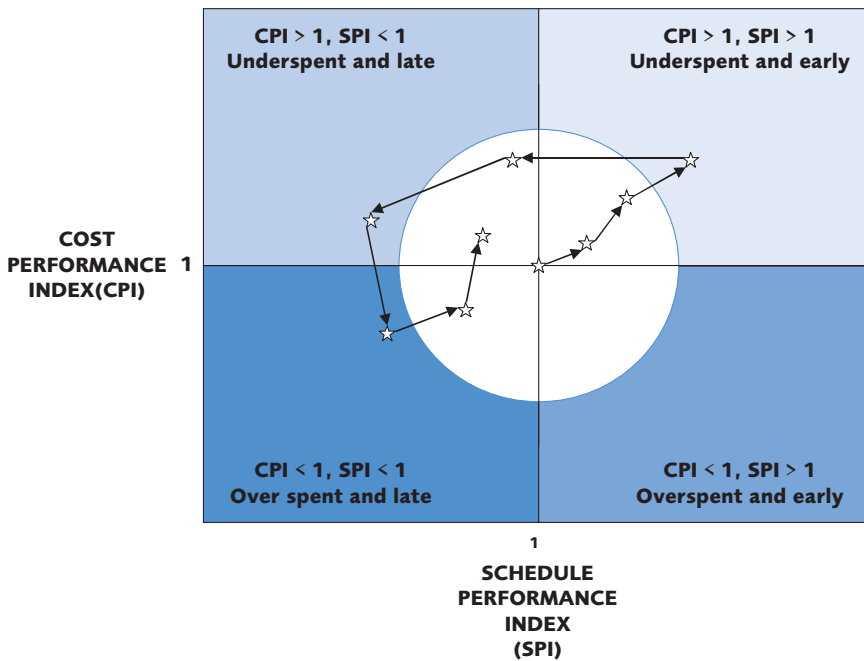 CPI > 1, SPI < 1
Underspent and late
CPI > 1, SPI > 1
Underspent and early
COST
PERFORMANCE
INDEX(CPI)
1
CPI < 1, SPI < 1
Over spent and late
CPI < 1, SPI > 1
Overspent and early
1
SCHEDULE
PERFORMANCE
INDEX
(SPI)